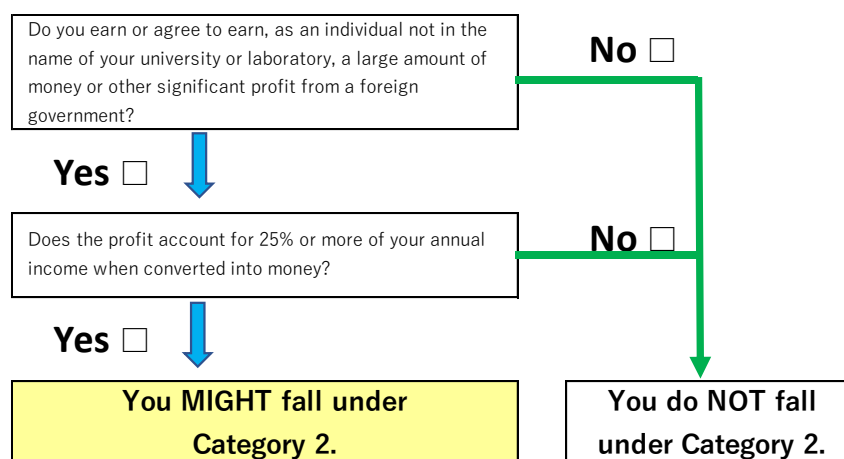 Do you earn or agree to earn, as an individual not in the
name of your university or laboratory, a large amount of
money or other significant profit from a foreign
government?
No □
Yes □
Does the profit account for 25% or more of your annual
income when converted into money?
No □
Yes □
You MIGHT fall under
Category 2.
You do NOT fall
under Category 2.